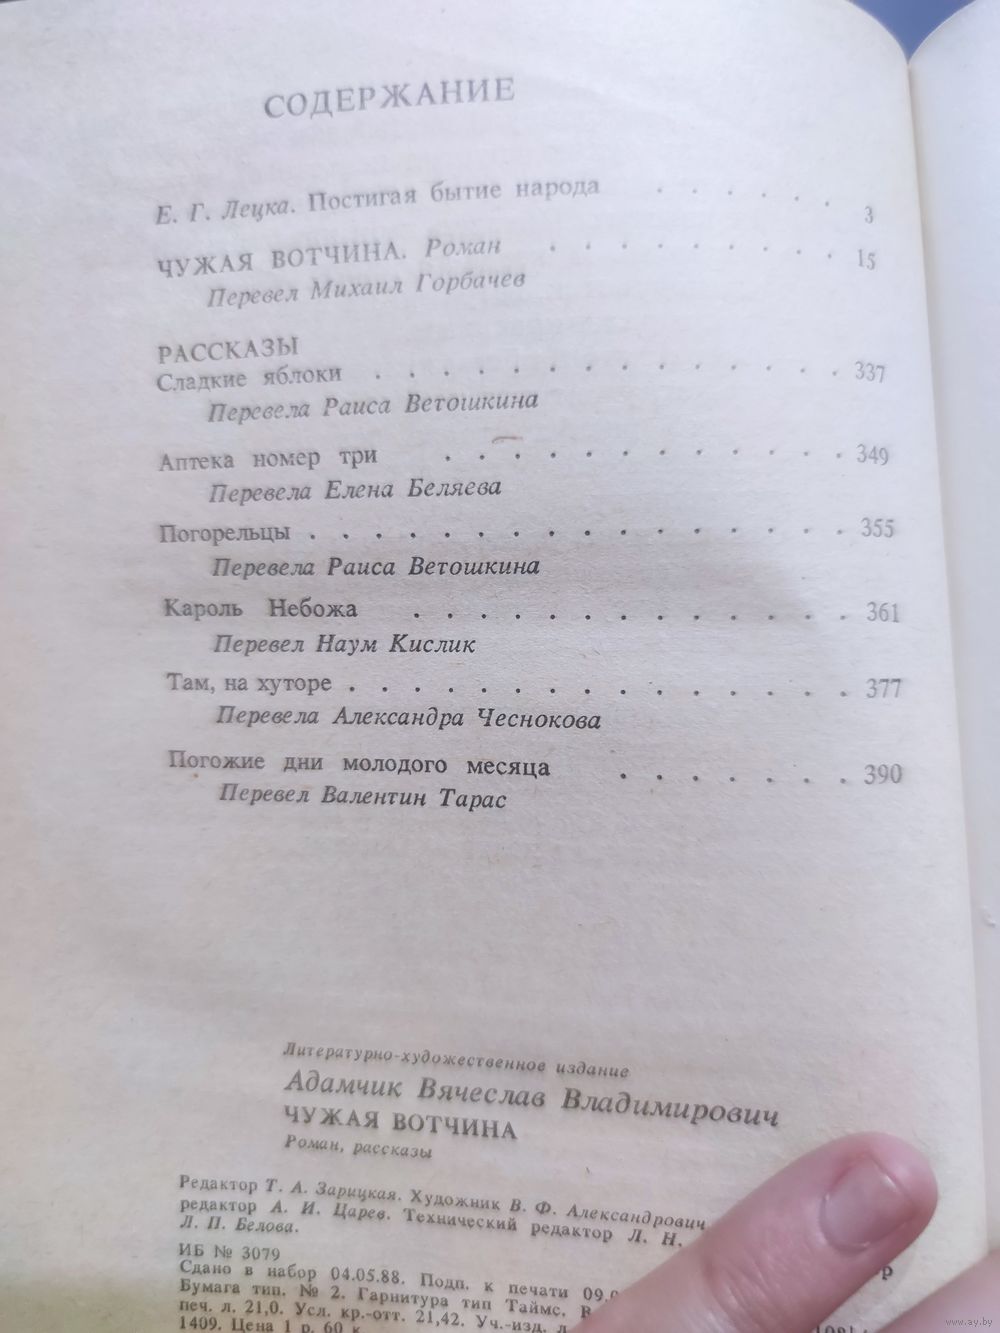 СОДЕРЖАНИЕ
Е. Г. Лецка. Постигая бытие народа . . . . . . 3
ЧУЖАЯ ВОТЧИНА. Роман . . . . . . . . . 15
Перевел Михаил Горбачев
РАССКАЗЫ
Сладкие яблоки . . . . . . . . . . . . . . 337
Перевела Раиса Ветошкина
Аптека номер три . . . . . . . . . . . . 349
Перевела Елена Беляева
Погорельцы . . . . . . . . . . . . . . . . 355
Перевела Раиса Ветошкина
Кароль Небожа . . . . . . . . . . . . . 361
Перевел Наум Кислик
Там, на хуторе . . . . . . . . . . . . . . . . 377
Перевела Александра Чеснокова
Погожие дни молодого месяца . . . . . . . 390
Перевел Валентин Тарас
Литературно-художественное издание
Адамчик Вячеслав Владимирович
ЧУЖАЯ ВОТЧИНА
Роман, рассказы
Редактор Т. А. Зарицкая. Художник В. Ф. Александрович
редактор А. И. Царев. Технический редактор Л. Н.
Л. П. Белова.
ИБ № 3079
Сдано в набор 04.05.88. Подп. к печати 09.
Бумага тип. № 2. Гарнитура тип Таймс.
печ. л. 21,0. Усл. кр.-отт. 21,42. Уч.-изд. л
1409. Цена 1 р. 60 к.
www.ay.by